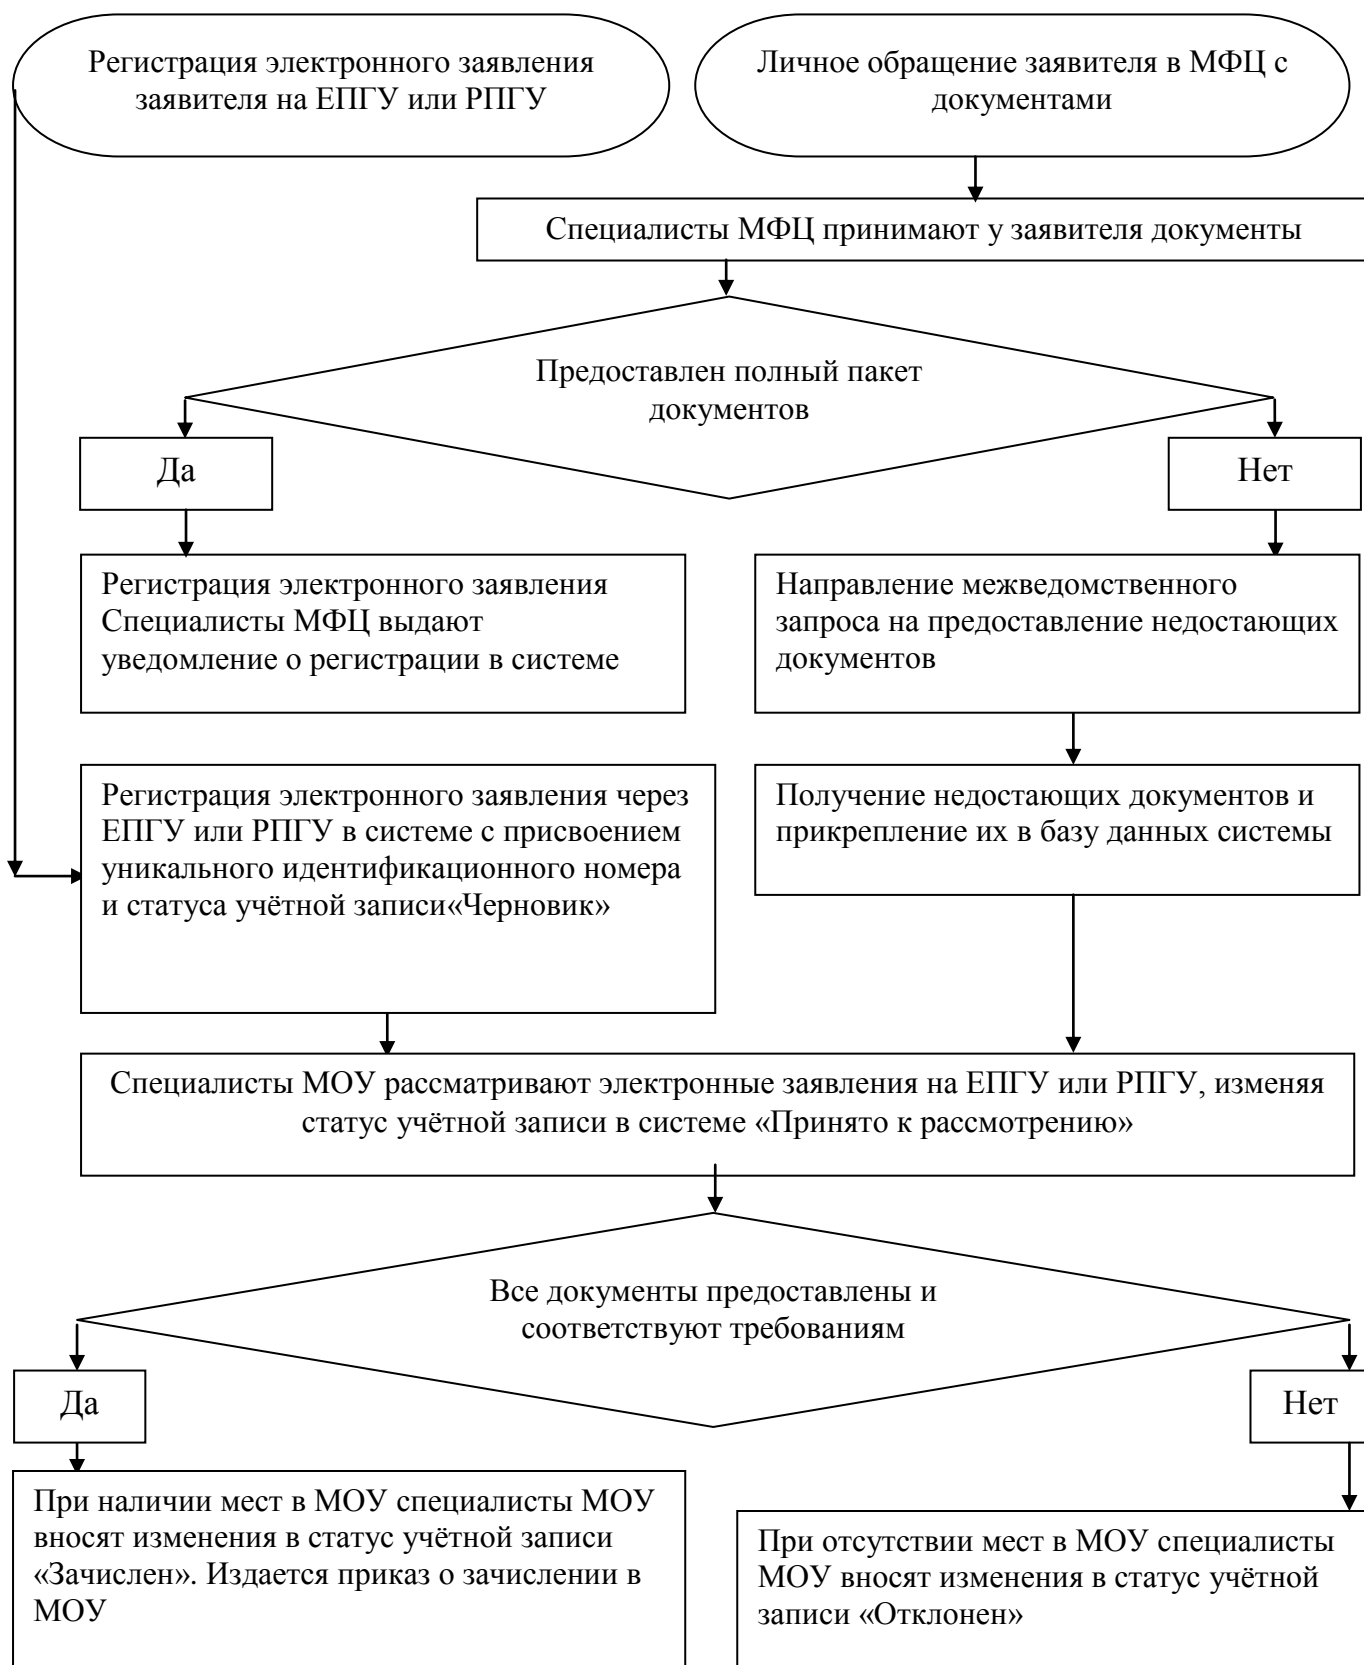 Регистрация электронного заявления
заявителя на ЕПГУ или РПГУ
Личное обращение заявителя в МФЦ с
документами
Специалисты МФЦ принимают у заявителя документы
Предоставлен полный пакет
документов
Да
Нет
Регистрация электронного заявления
Специалисты МФЦ выдают
уведомление о регистрации в системе
Направление межведомственного
запроса на предоставление недостающих
документов
Регистрация электронного заявления через
ЕПГУ или РПГУ в системе с присвоением
уникального идентификационного номера
и статуса учётной записи«Черновик»
Получение недостающих документов и
прикрепление их в базу данных системы
Специалисты МОУ рассматривают электронные заявления на ЕПГУ или РПГУ, изменяя
статус учётной записи в системе «Принято к рассмотрению»
Все документы предоставлены и
соответствуют требованиям
Да
Нет
При наличии мест в МОУ специалисты МОУ
вносят изменения в статус учётной записи
«Зачислен». Издается приказ о зачислении в
МОУ
При отсутствии мест в МОУ специалисты
МОУ вносят изменения в статус учётной
записи «Отклонен»